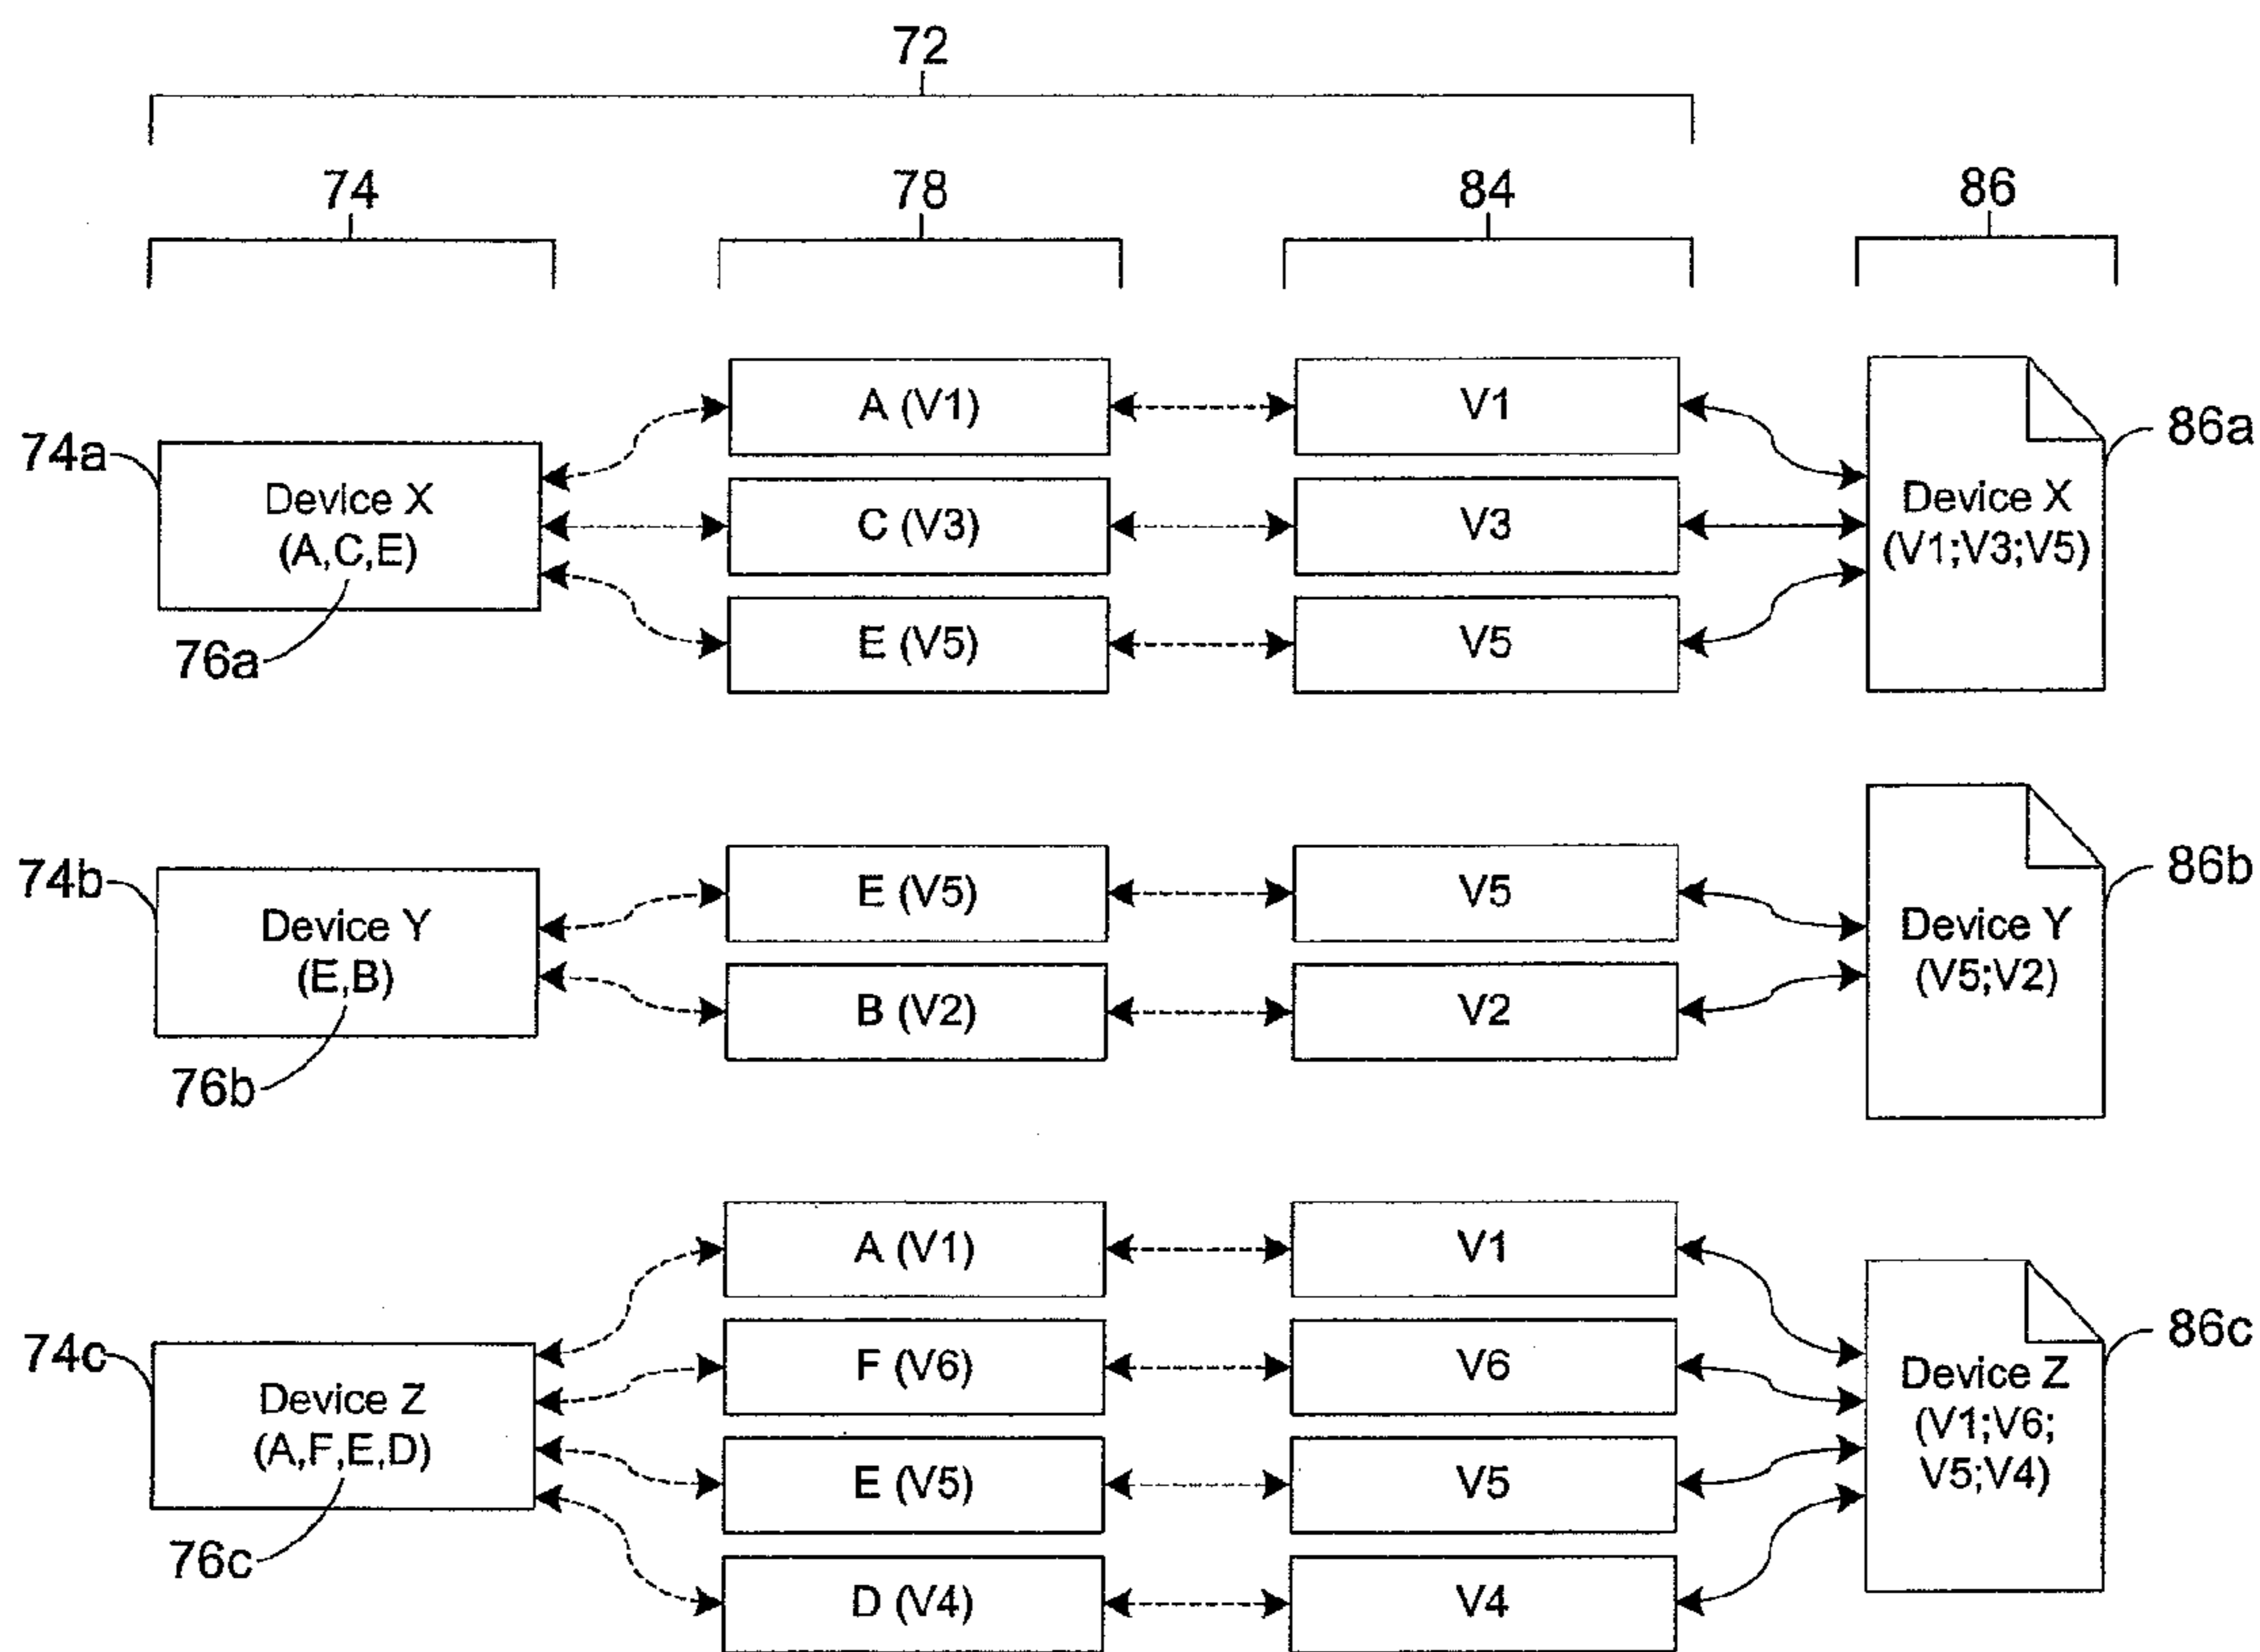 72
74
78
84
86
74a
Device X
(A,C,E)
76a
A (V1)
C (V3)
E (V5)
V1
V3
V5
Device X
(V1;V3;V5)
86a
74b
Device Y
(E,B)
76b
E (V5)
B (V2)
V5
V2
Device Y
(V5;V2)
86b
74c
Device Z
(A,F,E,D)
76c
A (V1)
F (V6)
E (V5)
D (V4)
V1
V6
V5
V4
Device Z
(V1;V6;
V5;V4)
86c